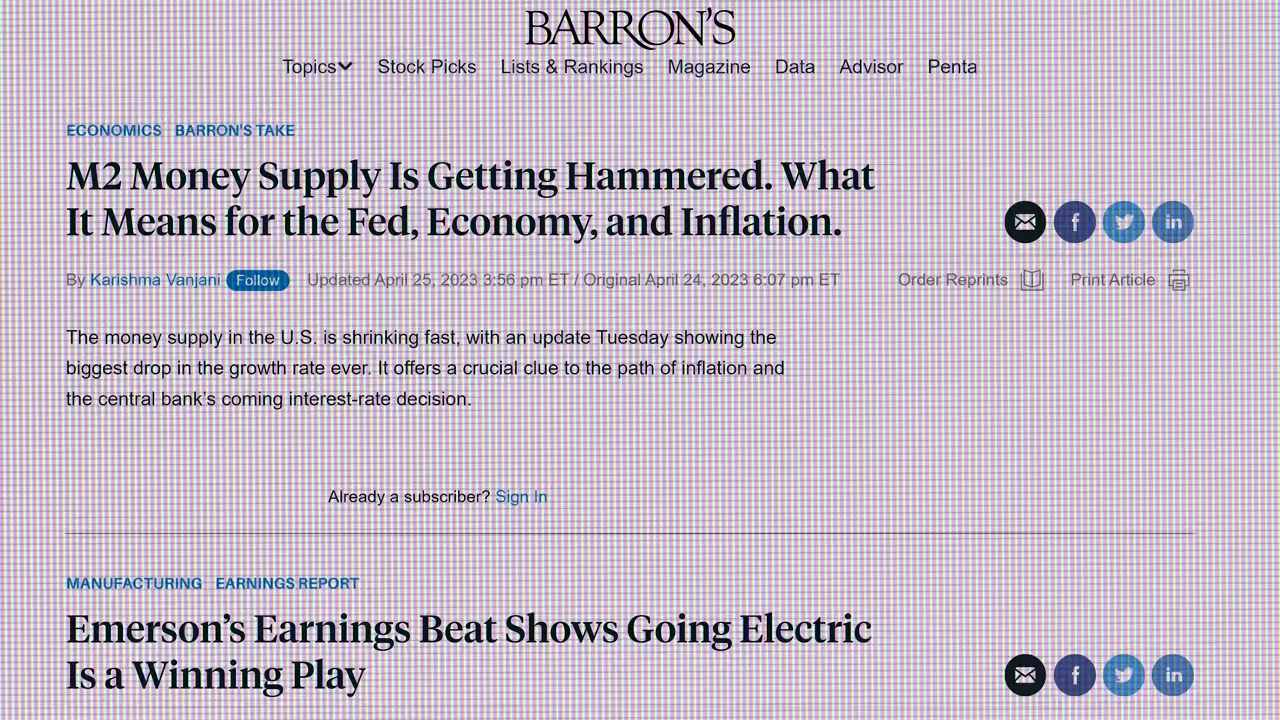 BARRON'S
Topics Stock Picks Lists & Rankings Magazine Data Advisor Penta
ECONOMICS BARRON'S TAKE
M2 Money Supply Is Getting Hammered. What
It Means for the Fed, Economy, and Inflation.
By Karishma Vanjani Follow Updated April 25, 2023 3:56 pm ET / Original April 24, 2023 6:07 pm ET Order Reprints Print Article
The money supply in the U.S. is shrinking fast, with an update Tuesday showing the
biggest drop in the growth rate ever. It offers a crucial clue to the path of inflation and
the central bank's coming interest-rate decision.
Already a subscriber? Sign In
MANUFACTURING EARNINGS REPORT
Emerson's Earnings Beat Shows Going Electric
Is a Winning Play